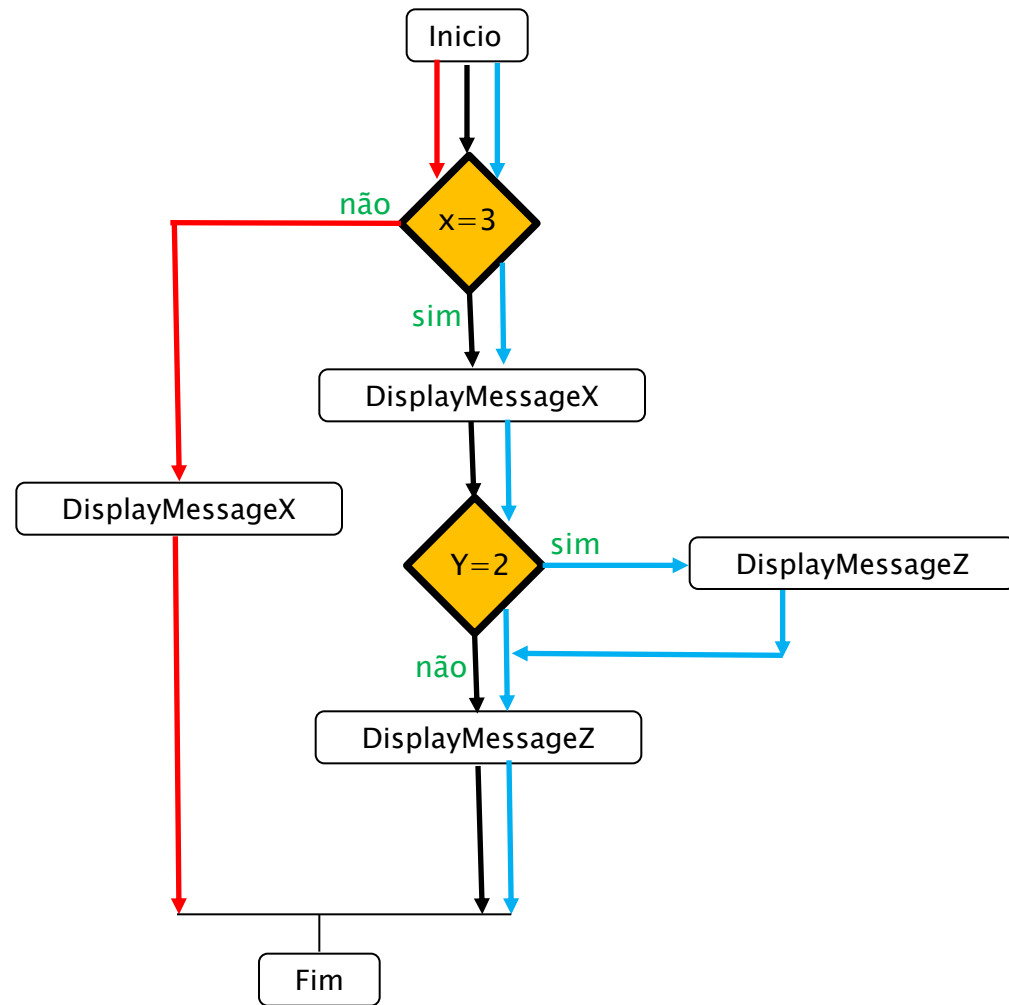 Inicio
não
x=3
sim
DisplayMessageX
DisplayMessageX
Y=2
sim
DisplayMessageZ
não
DisplayMessageZ
Fim